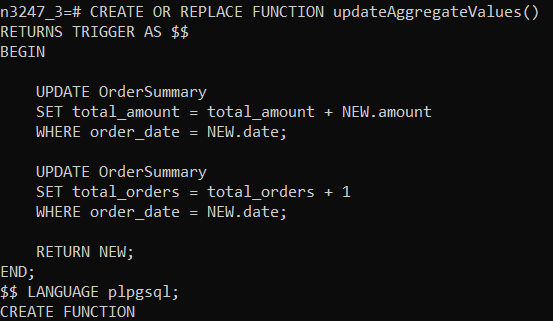 n3247_3=# CREATE OR REPLACE FUNCTION updateAggregateValues()
RETURNS TRIGGER AS $$
BEGIN
UPDATE OrderSummary
SET total_amount = total_amount + NEW.amount
WHERE order_date = NEW.date;
UPDATE OrderSummary
SET total_orders = total_orders + 1
WHERE order_date = NEW.date;
RETURN NEW;
END;
$$ LANGUAGE plpgsql;
CREATE FUNCTION